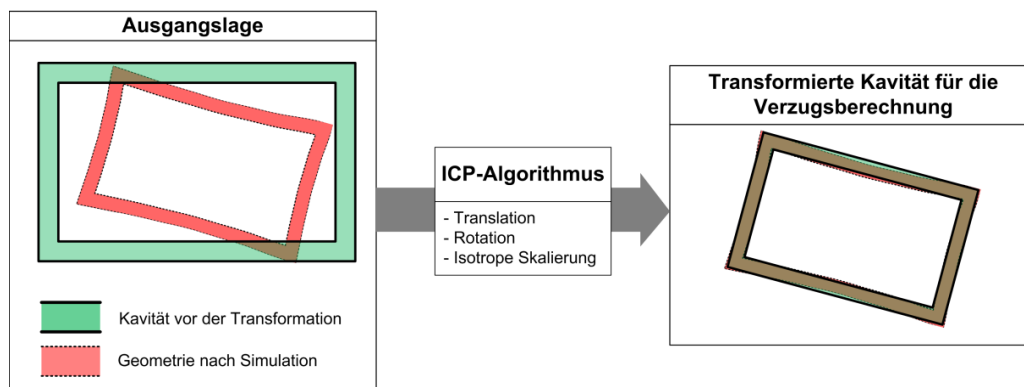 Ausgangslage
Kavität vor der Transformation
Geometrie nach Simulation
ICP-Algorithmus
- Translation
- Rotation
- Isotrope Skalierung
Transformierte Kavität für die
Verzugsberechnung